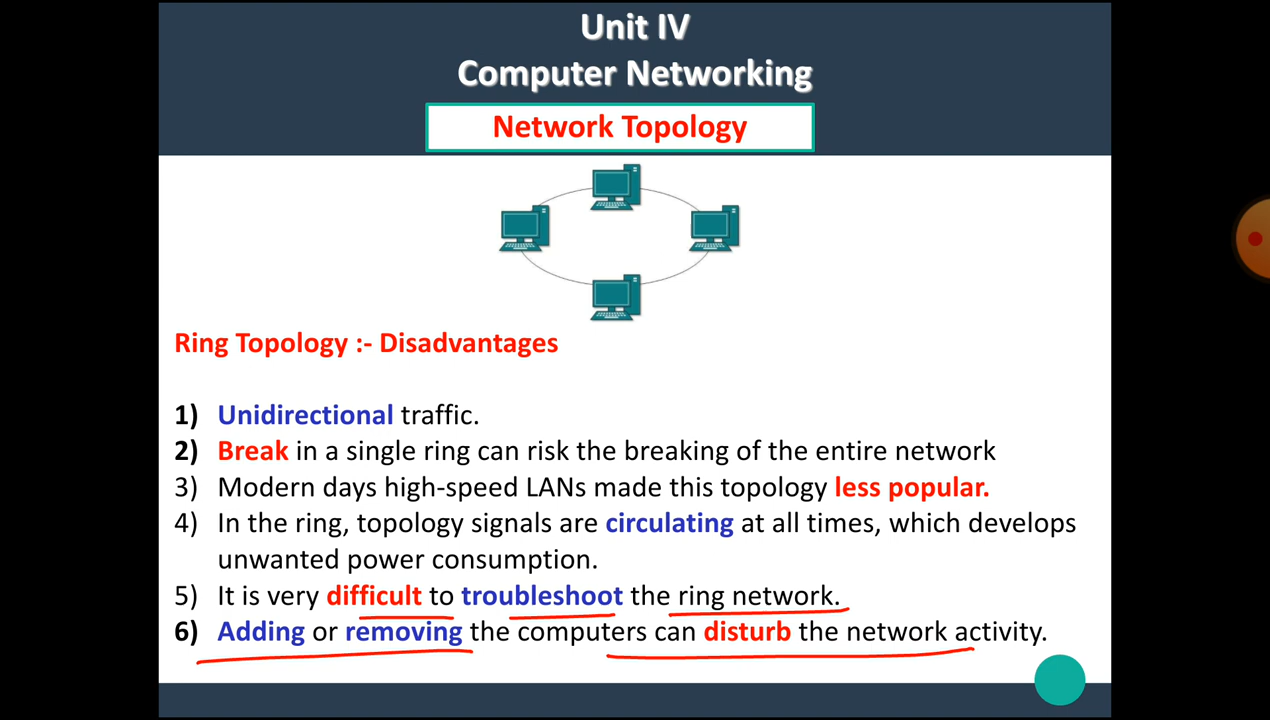 Unit IV
Computer Networking
Network Topology
Ring Topology :- Disadvantages
1) Unidirectional traffic.
2) Break in a single ring can risk the breaking of the entire network
3) Modern days high-speed LANs made this topology less popular.
4) In the ring, topology signals are circulating at all times, which develops
unwanted power consumption.
5) It is very difficult to troubleshoot the ring network.
6) Adding or removing the computers can disturb the network activity.